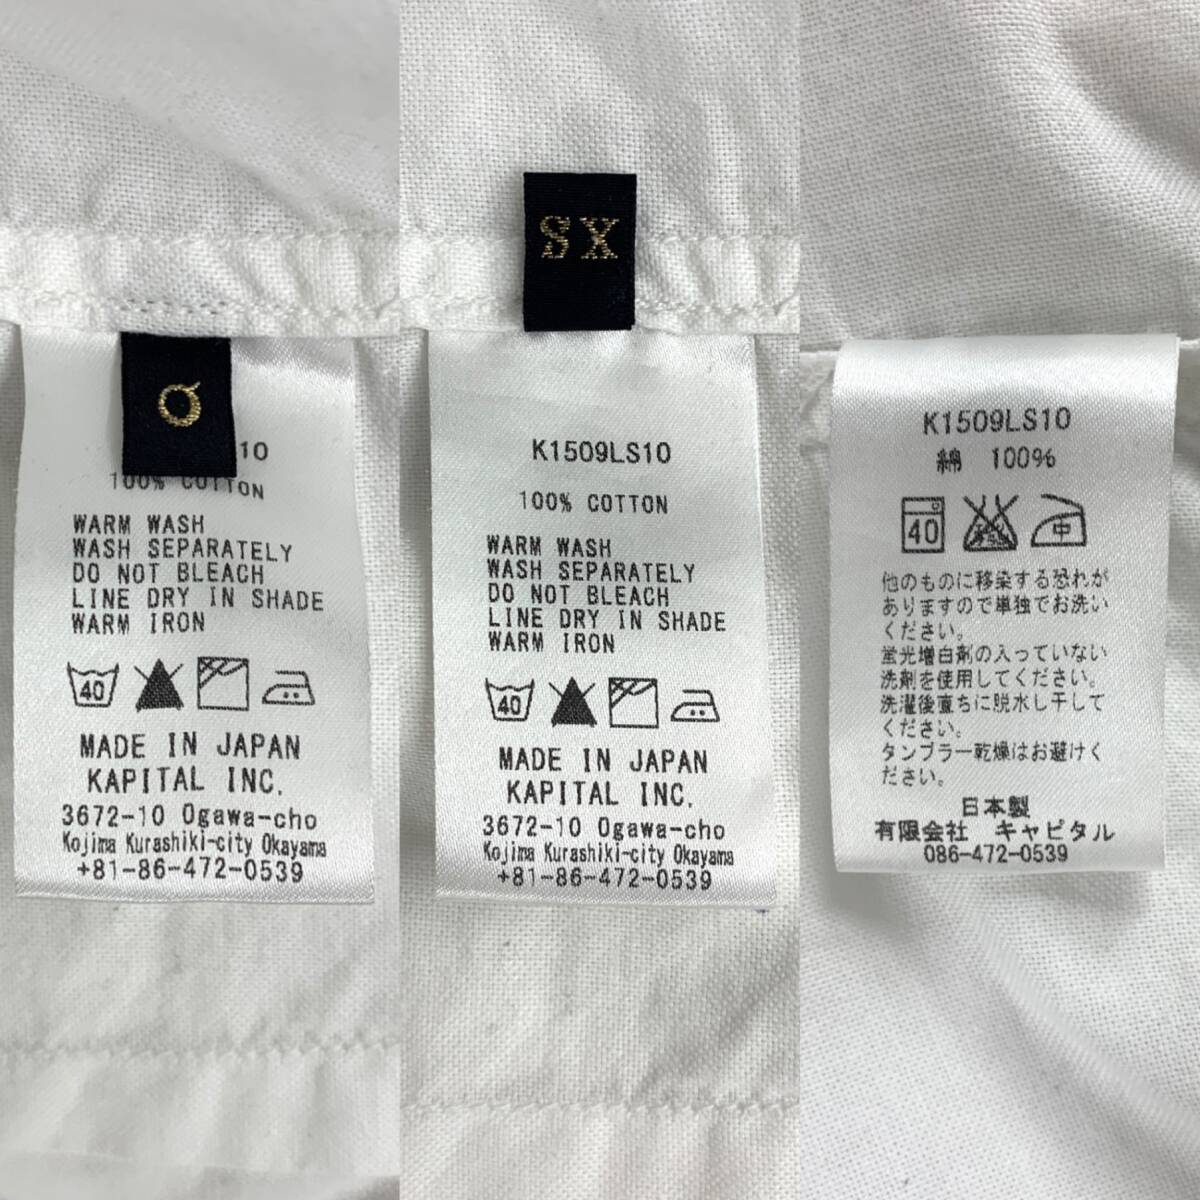 σ
10
100% COTTON
WARM WASH
WASH SEPARATELY
DO NOT BLEACH
LINE DRY IN SHADE
WARM IRON
40
MADE IN JAPAN
KAPITAL INC.
3672-10 Ogawa-cho
Kojima Kurashiki-city Okayama
+81-86-472-0539
SX
K1509LS10
100% COTTON
WARM WASH
WASH SEPARATELY
DO NOT BLEACH
LINE DRY IN SHADE
WARM IRON
40
MADE IN JAPAN
KAPITAL INC.
3672-10 Ogawa-cho
Kojima Kurashiki-city Okayama
+81-86-472-0539
K1509LS10
綿 100%
40 中
他のものに移染する恐れが
ありますので単独でお洗い
ください。
蛍光増白剤の入っていない
洗剤を使用してください。
洗濯後直ちに脱水し干して
ください。
タンブラー乾燥はお避けく
ださい。
日本製
有限会社 キャピタル
086-472-0539